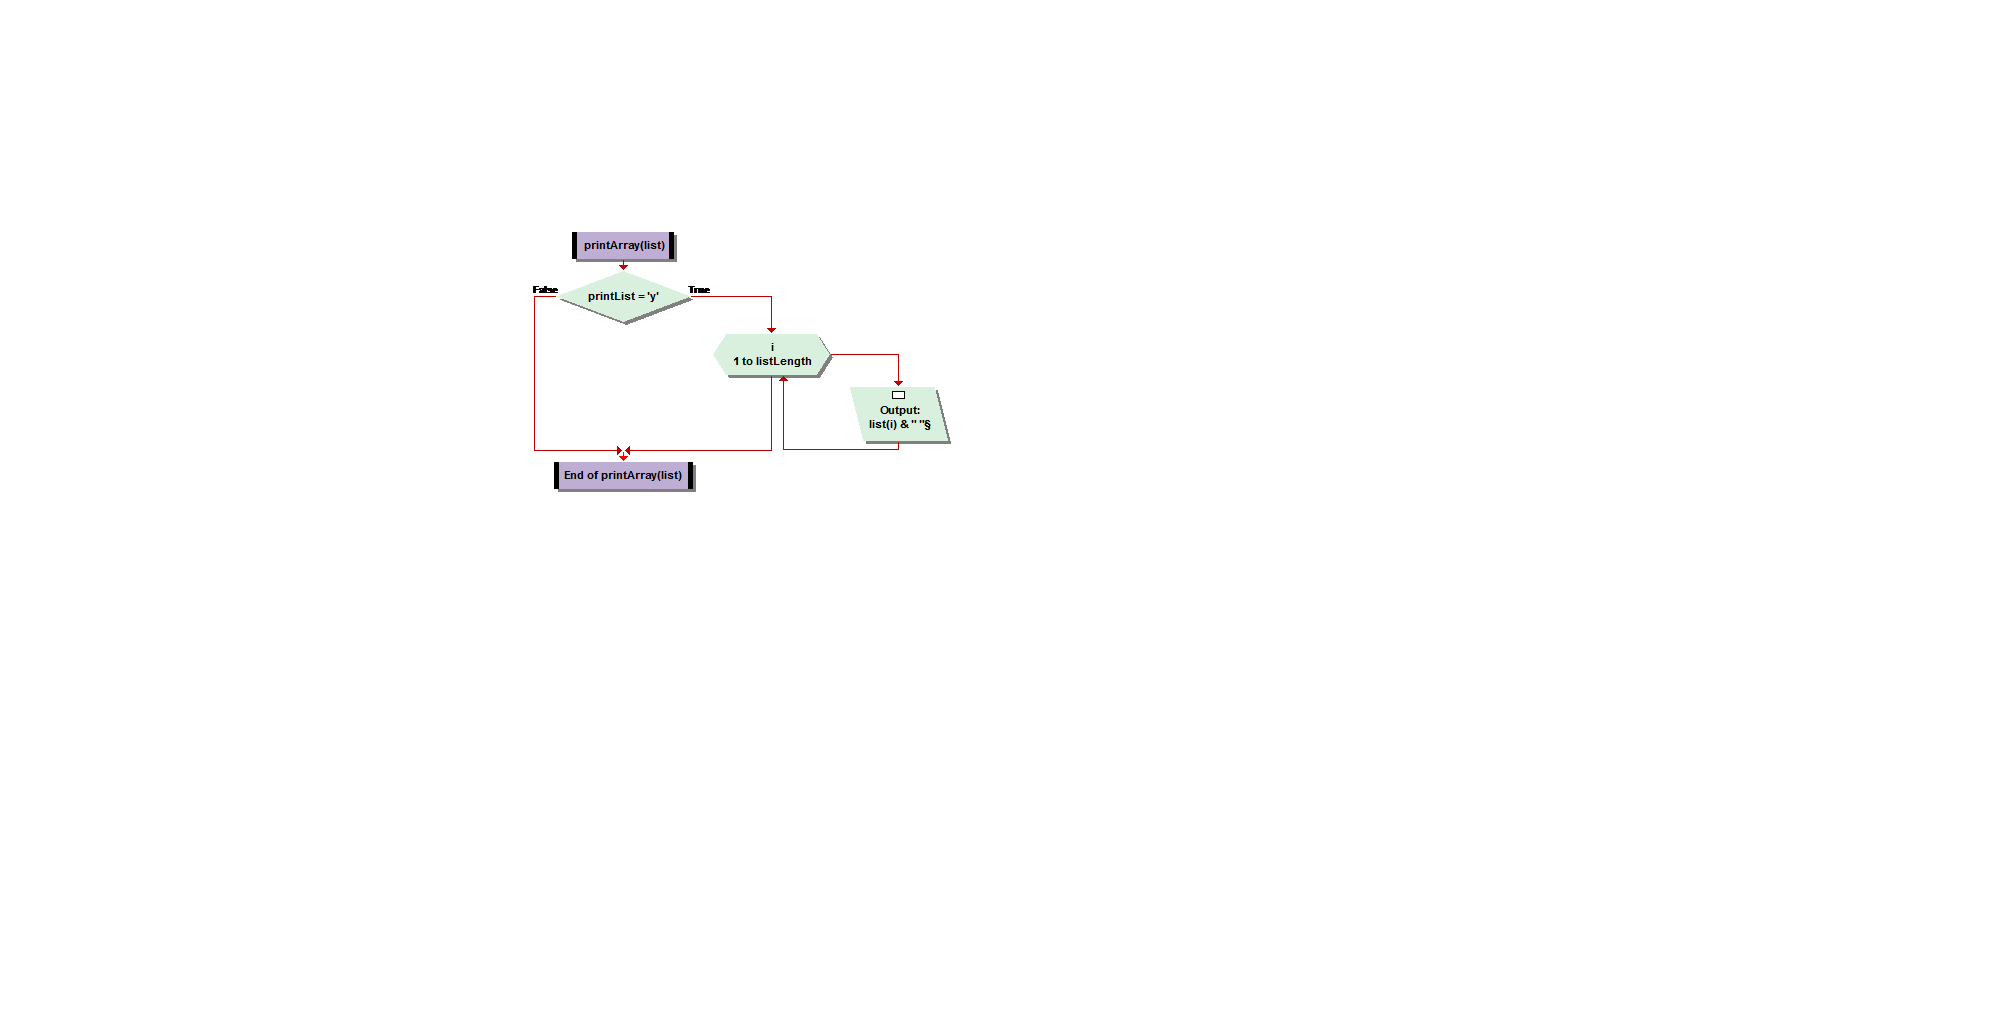 printArray(list)
False
True
printList = 'y'
i
1 to listLength
Output:
list(i) & " "§
End of printArray(list)